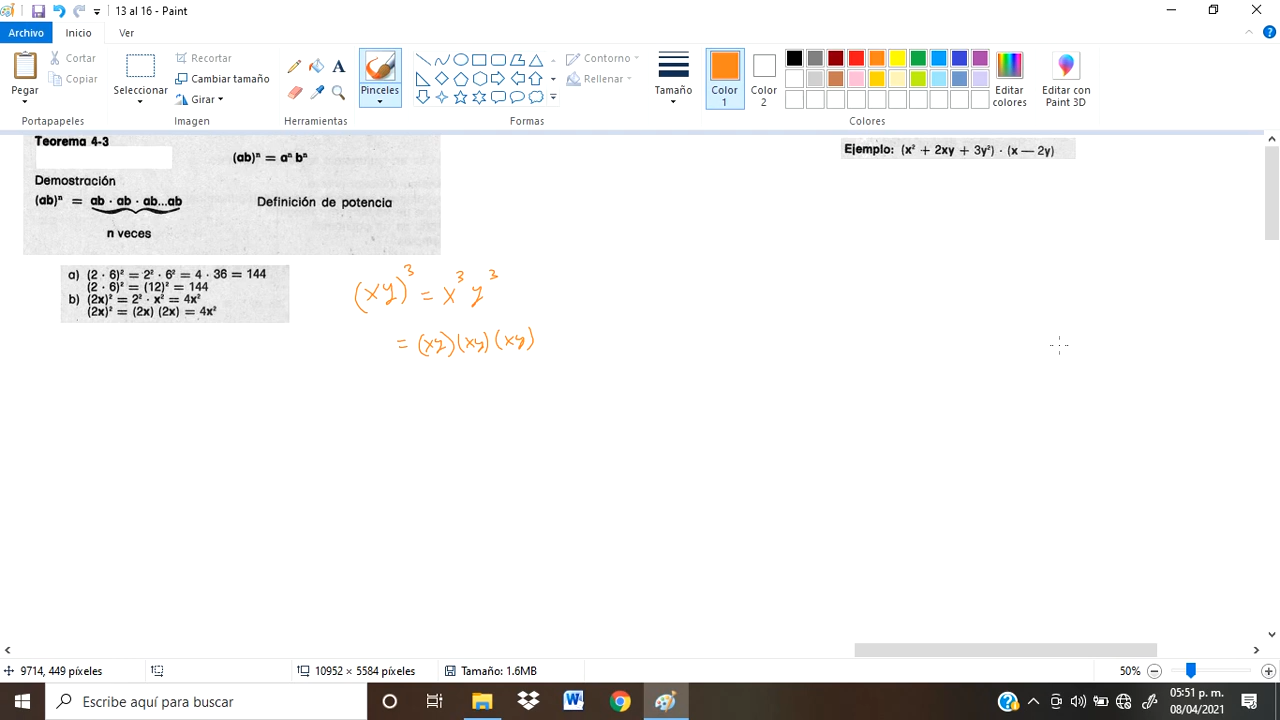 13 al 16 - Paint
Archivo Inicio Ver
Pegar
Cortar
Copiar
Portapapeles
Seleccionar
Recortar
Cambiar tamaño
Girar
Imagen
A
Herramientas
Pinceles
Contorno
Rellenar
Formas
Tamaño
Color 1
Color 2
Editar colores
Editar con Paint 3D
Colores
Teorema 4-3
(ab)ⁿ = aⁿ bⁿ
Demostración
(ab)ⁿ = ab · ab · ab...ab Definición de potencia
n veces
a) (2 · 6)² = 2² · 6² = 4 · 36 = 144
(2 · 6)² = (12)² = 144
b) (2x)² = 2² · x² = 4x²
(2x)² = (2x) (2x) = 4x²
(xy)³ = x³ y³
= (xy)(xy)(xy)
Ejemplo: (x² + 2xy + 3y²) · (x — 2y)
9714, 449 píxeles
10952 × 5584 píxeles
Tamaño: 1.6MB
50%
Escribe aquí para buscar
05:51 p. m.
08/04/2021